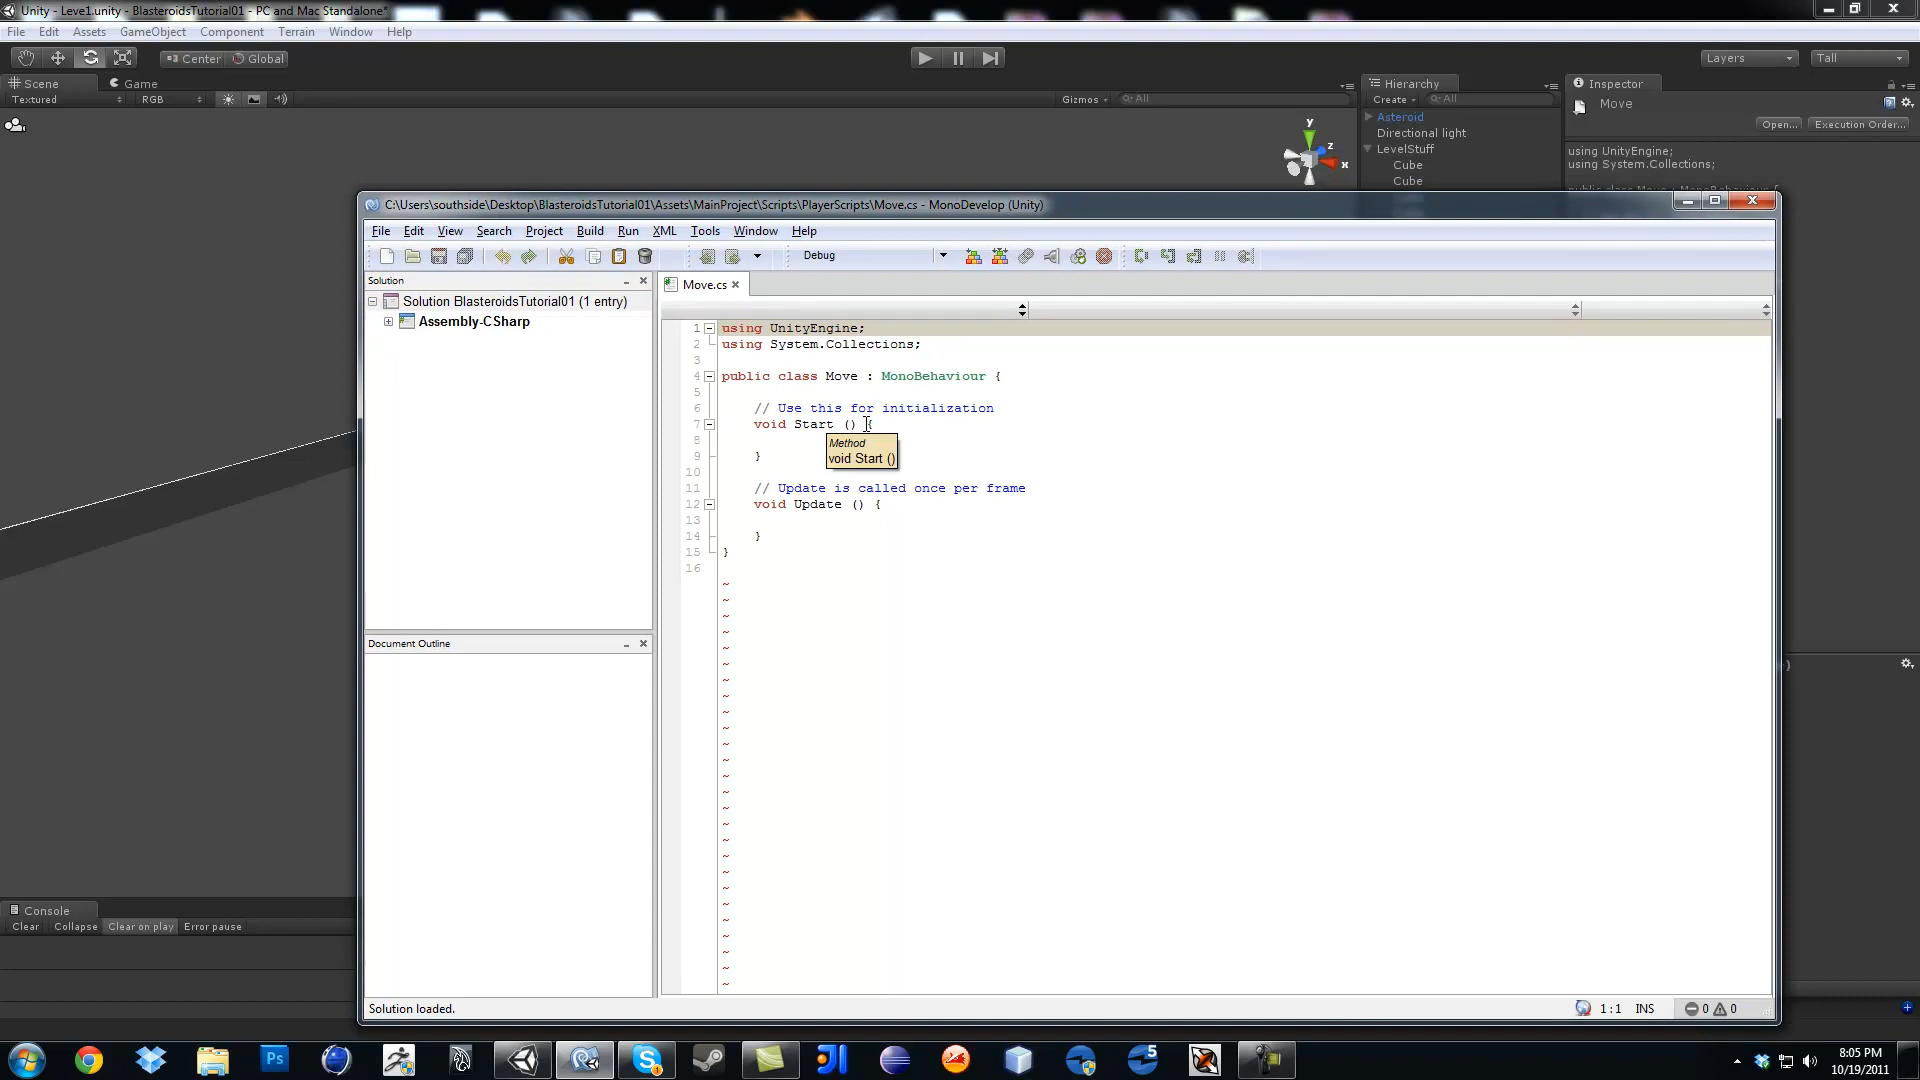 Unity - Leve1.unity - BlasteroidsTutorial01 - PC and Mac Standalone*
File Edit Assets GameObject Component Terrain Window Help
Center Global
Layers Tall
Scene Game
Textured RGB Gizmos All
Hierarchy
Create All
Asteroid
Directional light
LevelStuff
Cube
Cube
Inspector
Move
Open... Execution Order...
using UnityEngine;
using System.Collections;
C:\Users\southside\Desktop\BlasteroidsTutorial01\Assets\MainProject\Scripts\PlayerScripts\Move.cs - MonoDevelop (Unity)
File Edit View Search Project Build Run XML Tools Window Help
Debug
Solution
Solution BlasteroidsTutorial01 (1 entry)
Assembly-CSharp
Document Outline
Move.cs
1 using UnityEngine;
2 using System.Collections;
3
4 public class Move : MonoBehaviour {
5
6 // Use this for initialization
7 void Start () {
8
9 }
10
11 // Update is called once per frame
12 void Update () {
13
14 }
15 }
16
Method
void Start ()
Console
Clear Collapse Clear on play Error pause
Solution loaded.
1 : 1 INS 0 0
Ps
5
8:05 PM
10/19/2011